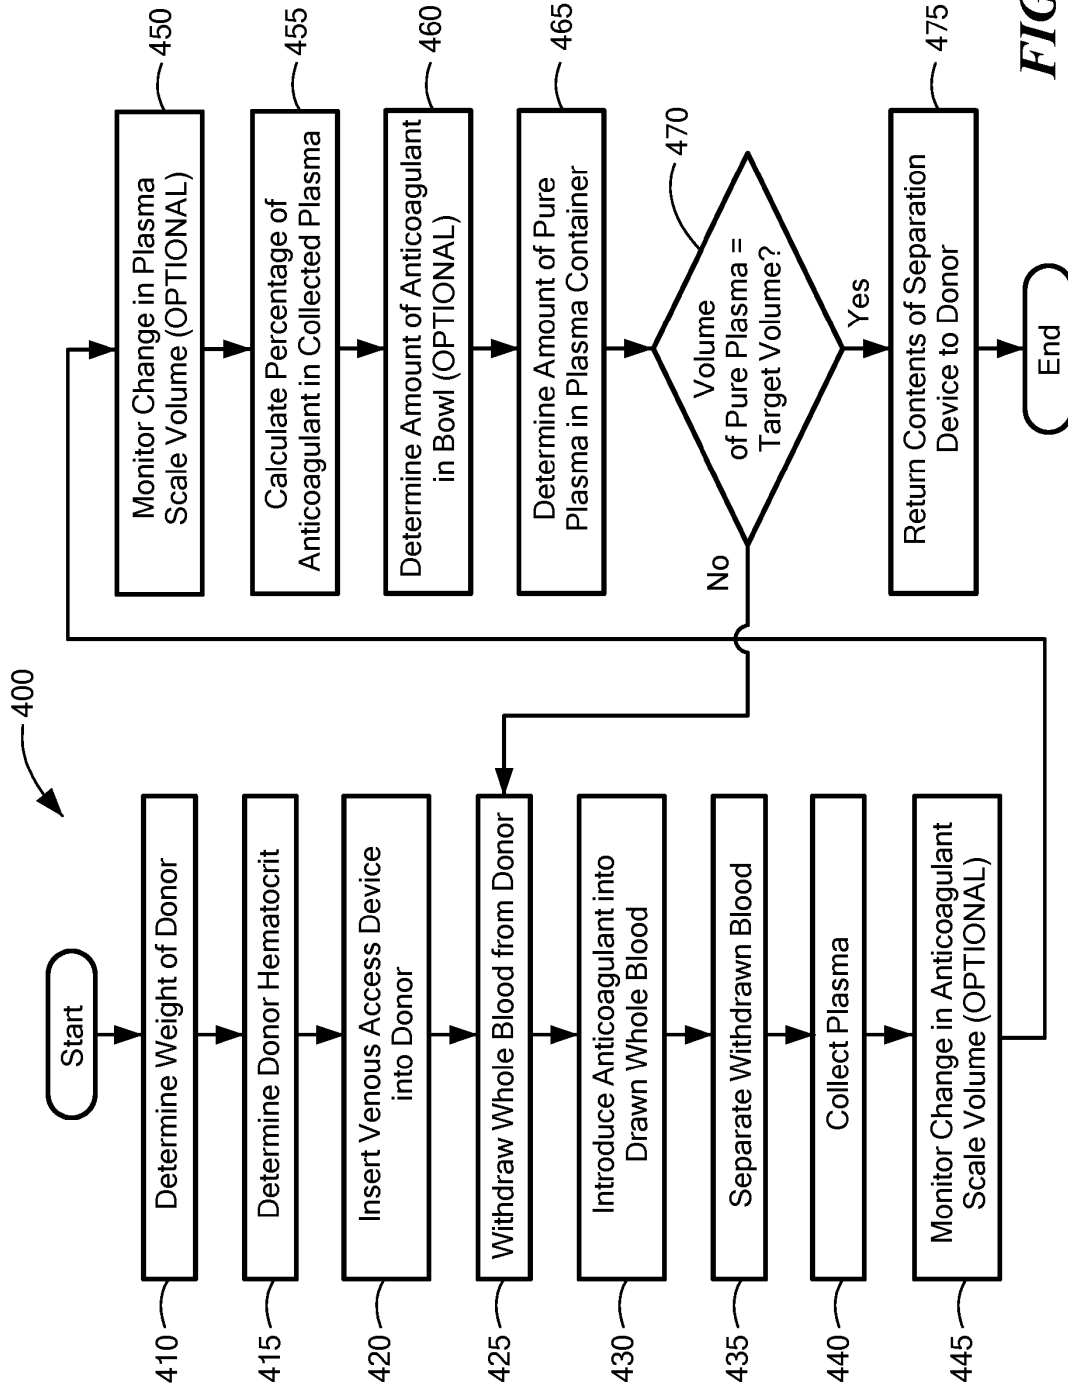 400
Start
410
Determine Weight of Donor
415
Determine Donor Hematocrit
420
Insert Venous Access Device
into Donor
425
Withdraw Whole Blood from Donor
430
Introduce Anticoagulant into
Drawn Whole Blood
435
Separate Withdrawn Blood
440
Collect Plasma
445
Monitor Change in Anticoagulant
Scale Volume (OPTIONAL)
450
Monitor Change in Plasma
Scale Volume (OPTIONAL)
455
Calculate Percentage of
Anticoagulant in Collected Plasma
460
Determine Amount of Anticoagulant
in Bowl (OPTIONAL)
465
Determine Amount of Pure
Plasma in Plasma Container
470
Volume
of Pure Plasma =
Target Volume?
No
Yes
475
Return Contents of Separation
Device to Donor
End
FIG